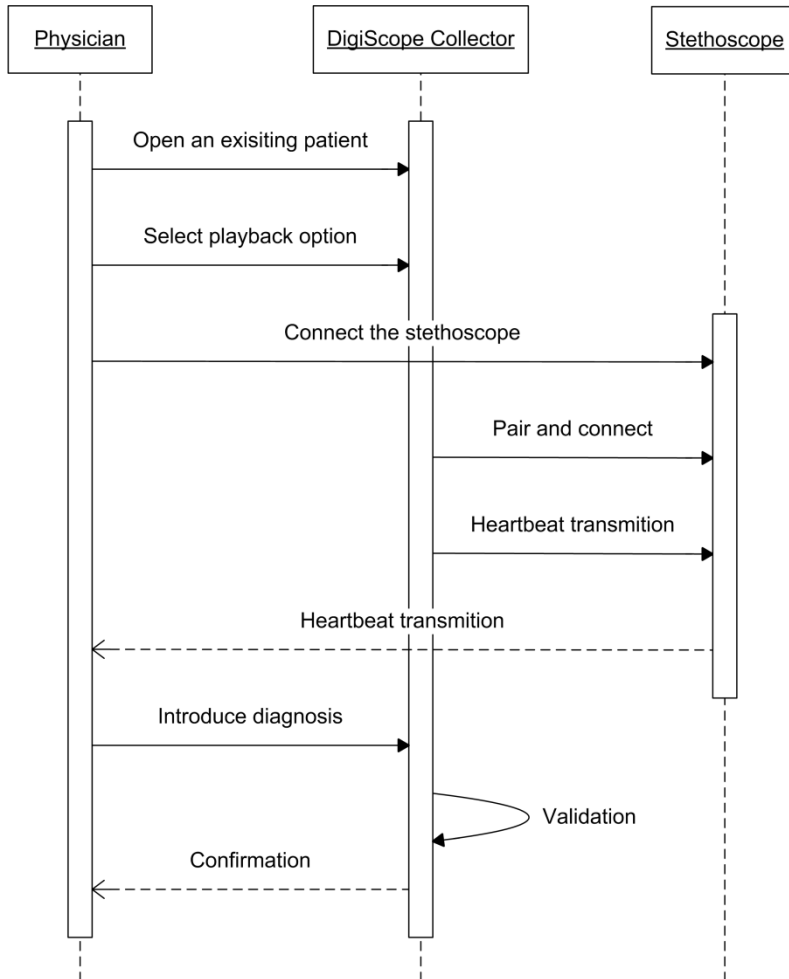 Physician
DigiScope Collector
Stethoscope
Open an exisiting patient
Select playback option
Connect the stethoscope
Pair and connect
Heartbeat transmition
Heartbeat transmition
Introduce diagnosis
Validation
Confirmation